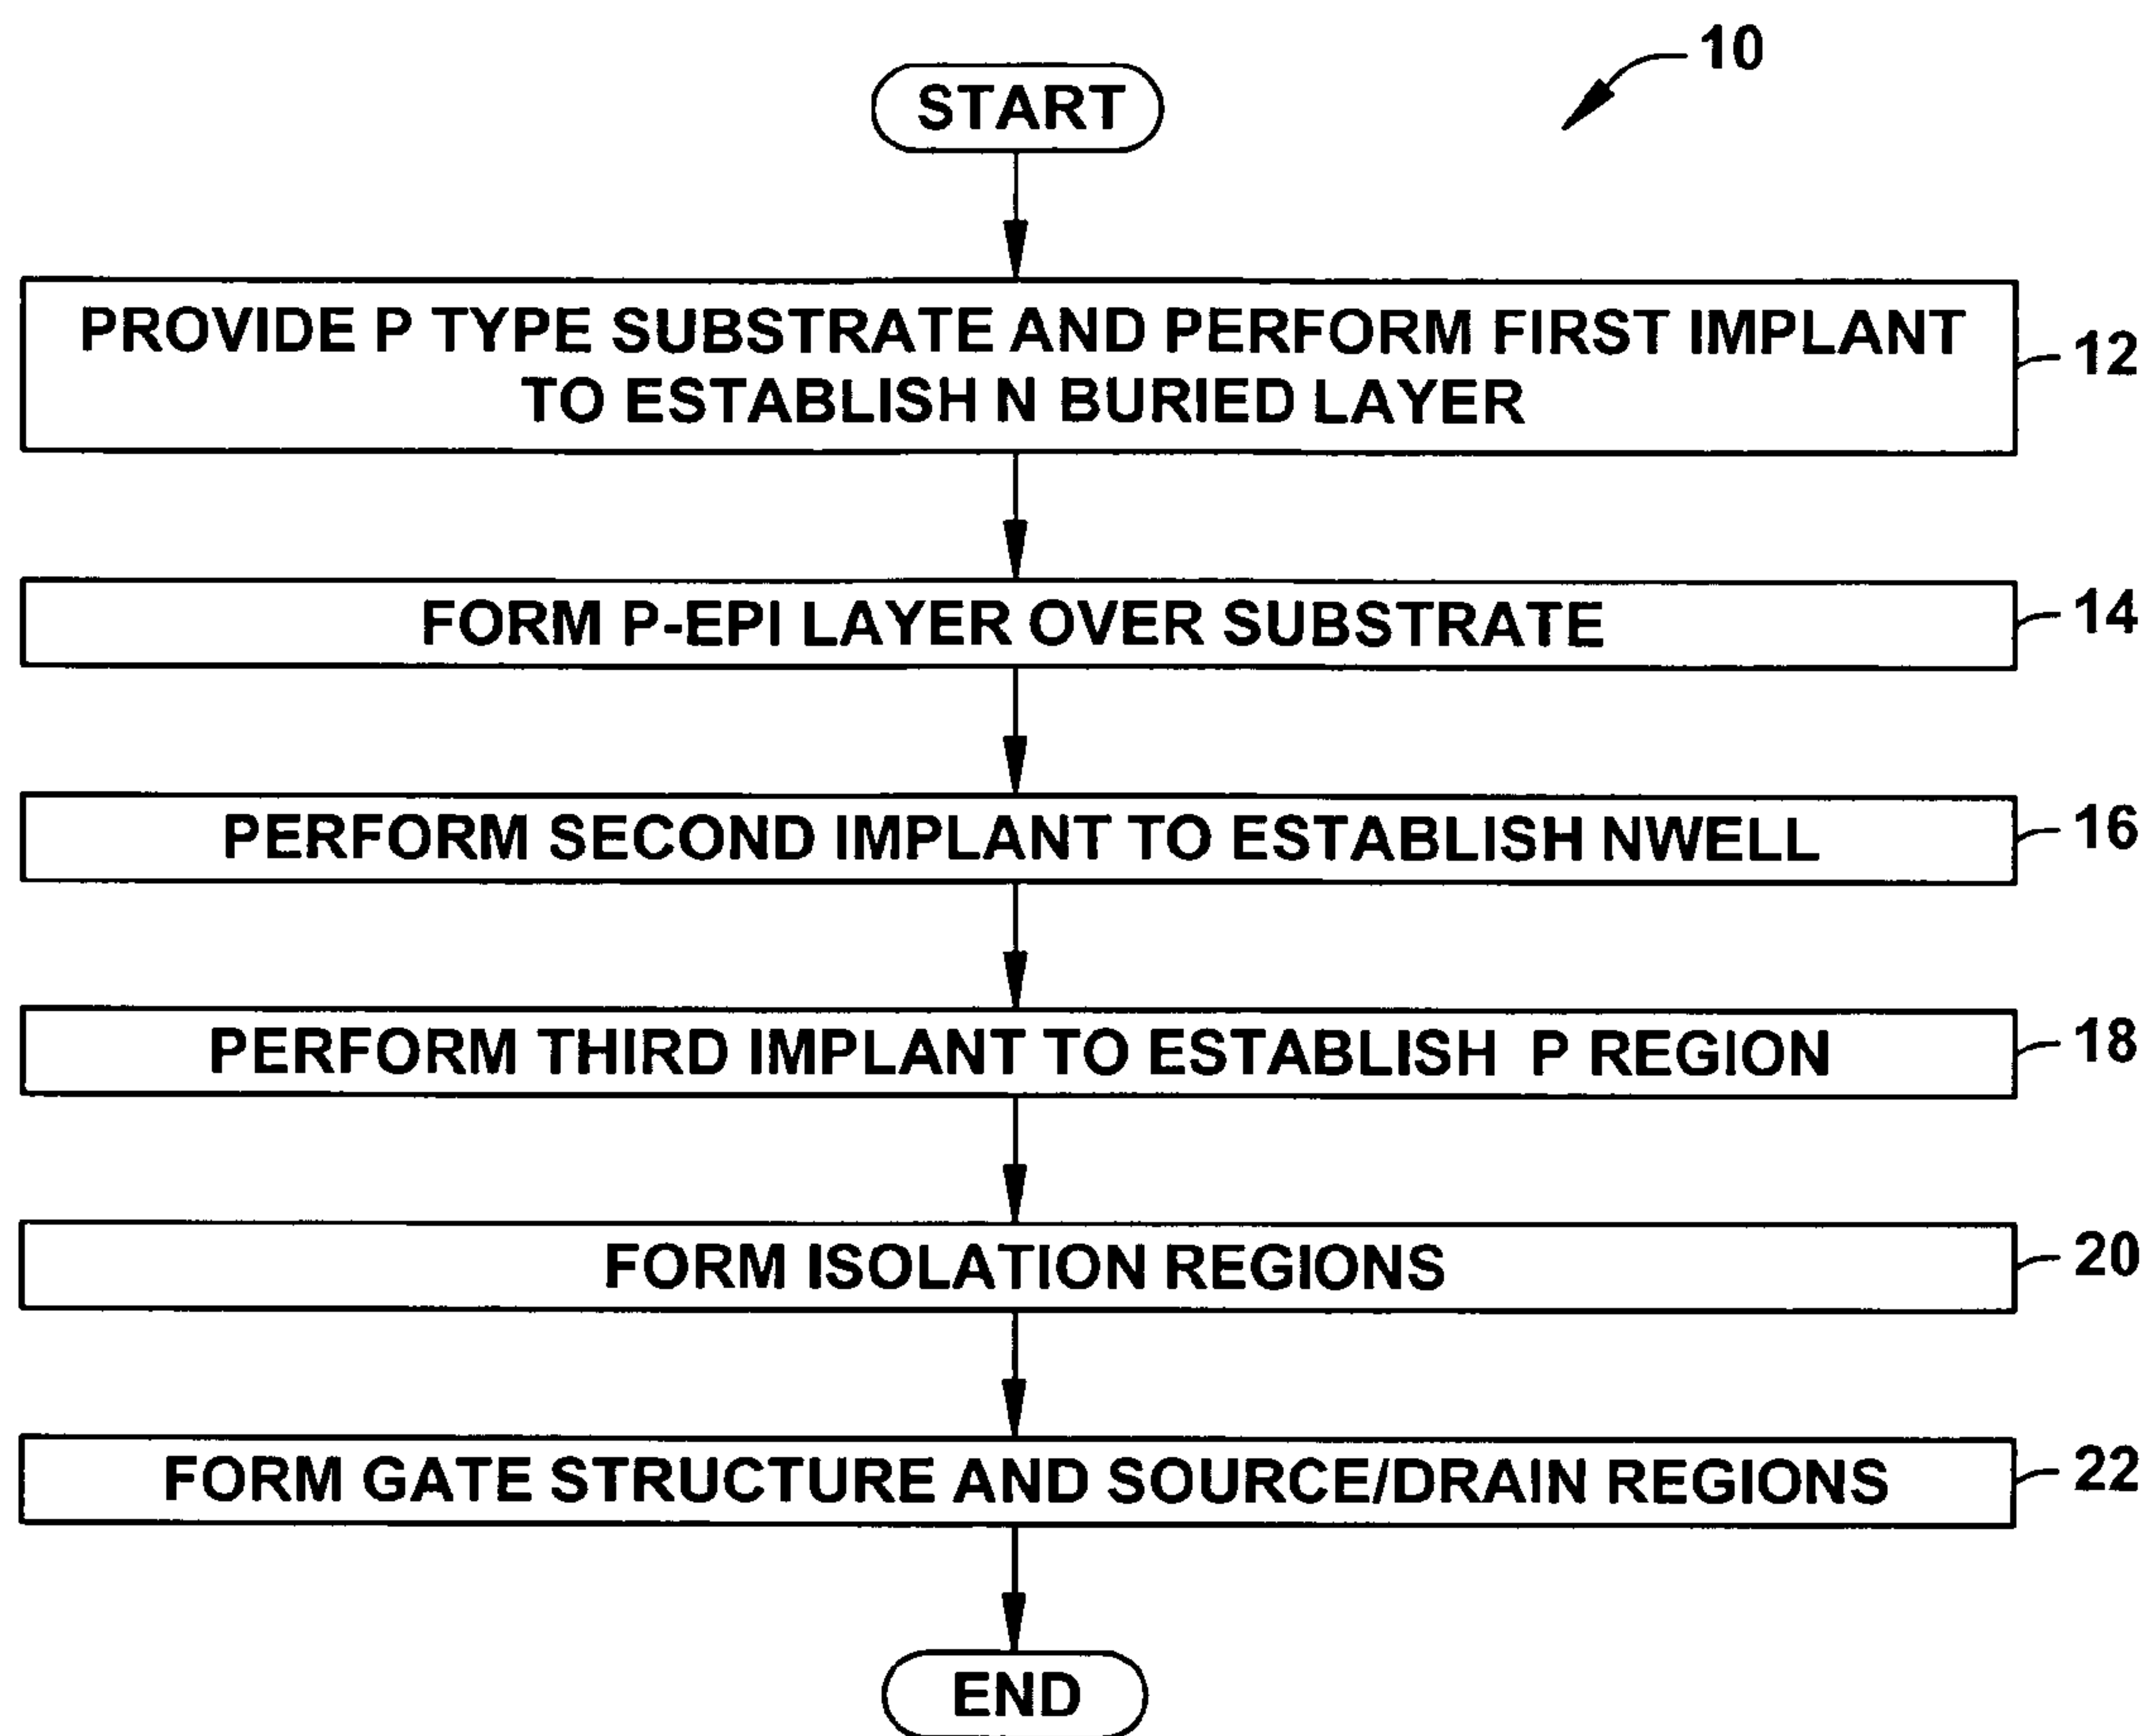 10
START
PROVIDE P TYPE SUBSTRATE AND PERFORM FIRST IMPLANT
TO ESTABLISH N BURIED LAYER
12
FORM P-EPI LAYER OVER SUBSTRATE
14
PERFORM SECOND IMPLANT TO ESTABLISH NWELL
16
PERFORM THIRD IMPLANT TO ESTABLISH P REGION
18
FORM ISOLATION REGIONS
20
FORM GATE STRUCTURE AND SOURCE/DRAIN REGIONS
22
END